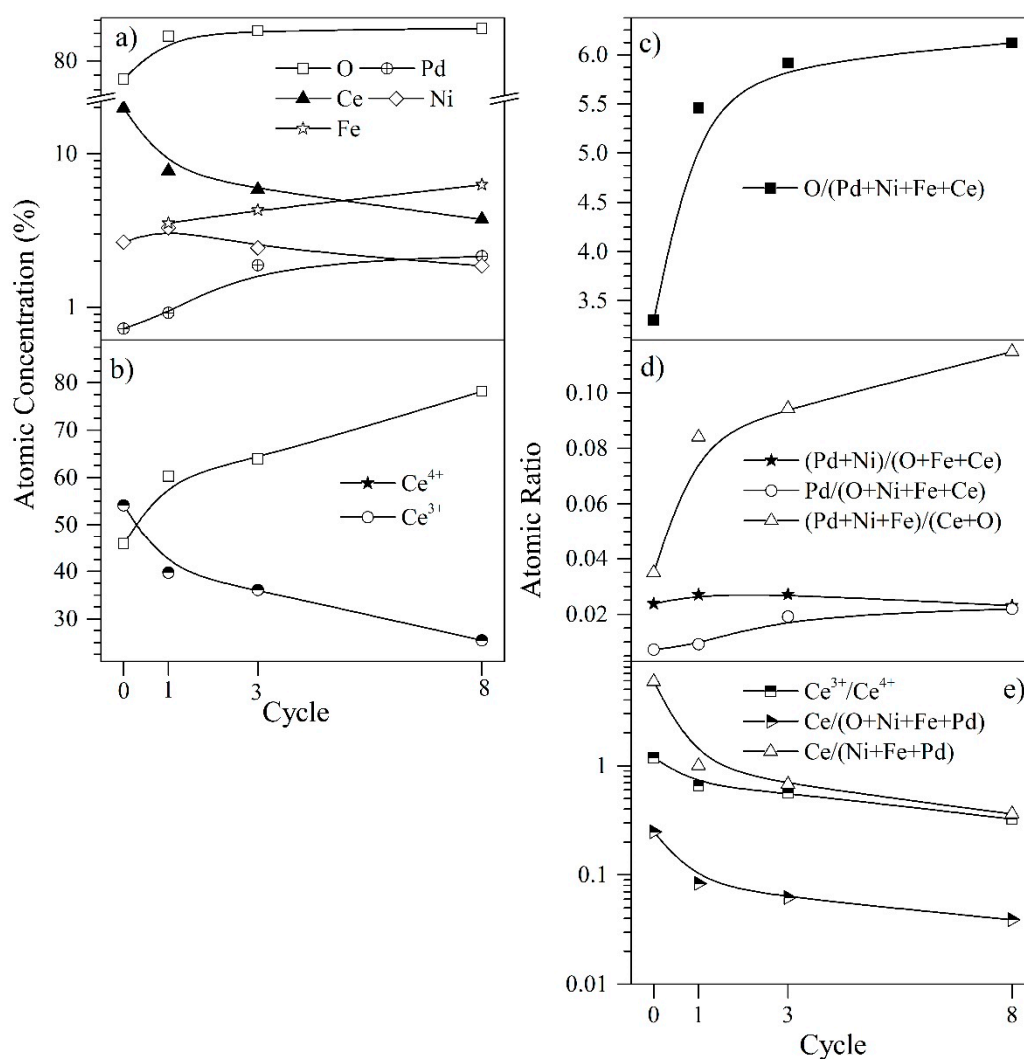 a)
80
10
1
O Pd
Ce Ni
Fe
Atomic Concentration (%)
b)
80
70
60
50
40
30
Ce⁴⁺
Ce³⁺
0 1 3 8
Cycle
c)
6.0
5.5
5.0
4.5
4.0
3.5
O/(Pd+Ni+Fe+Ce)
d)
0.10
0.08
0.06
0.04
0.02
(Pd+Ni)/(O+Fe+Ce)
Pd/(O+Ni+Fe+Ce)
(Pd+Ni+Fe)/(Ce+O)
Atomic Ratio
e)
1
0.1
0.01
Ce³⁺/Ce⁴⁺
Ce/(O+Ni+Fe+Pd)
Ce/(Ni+Fe+Pd)
0 1 3 8
Cycle